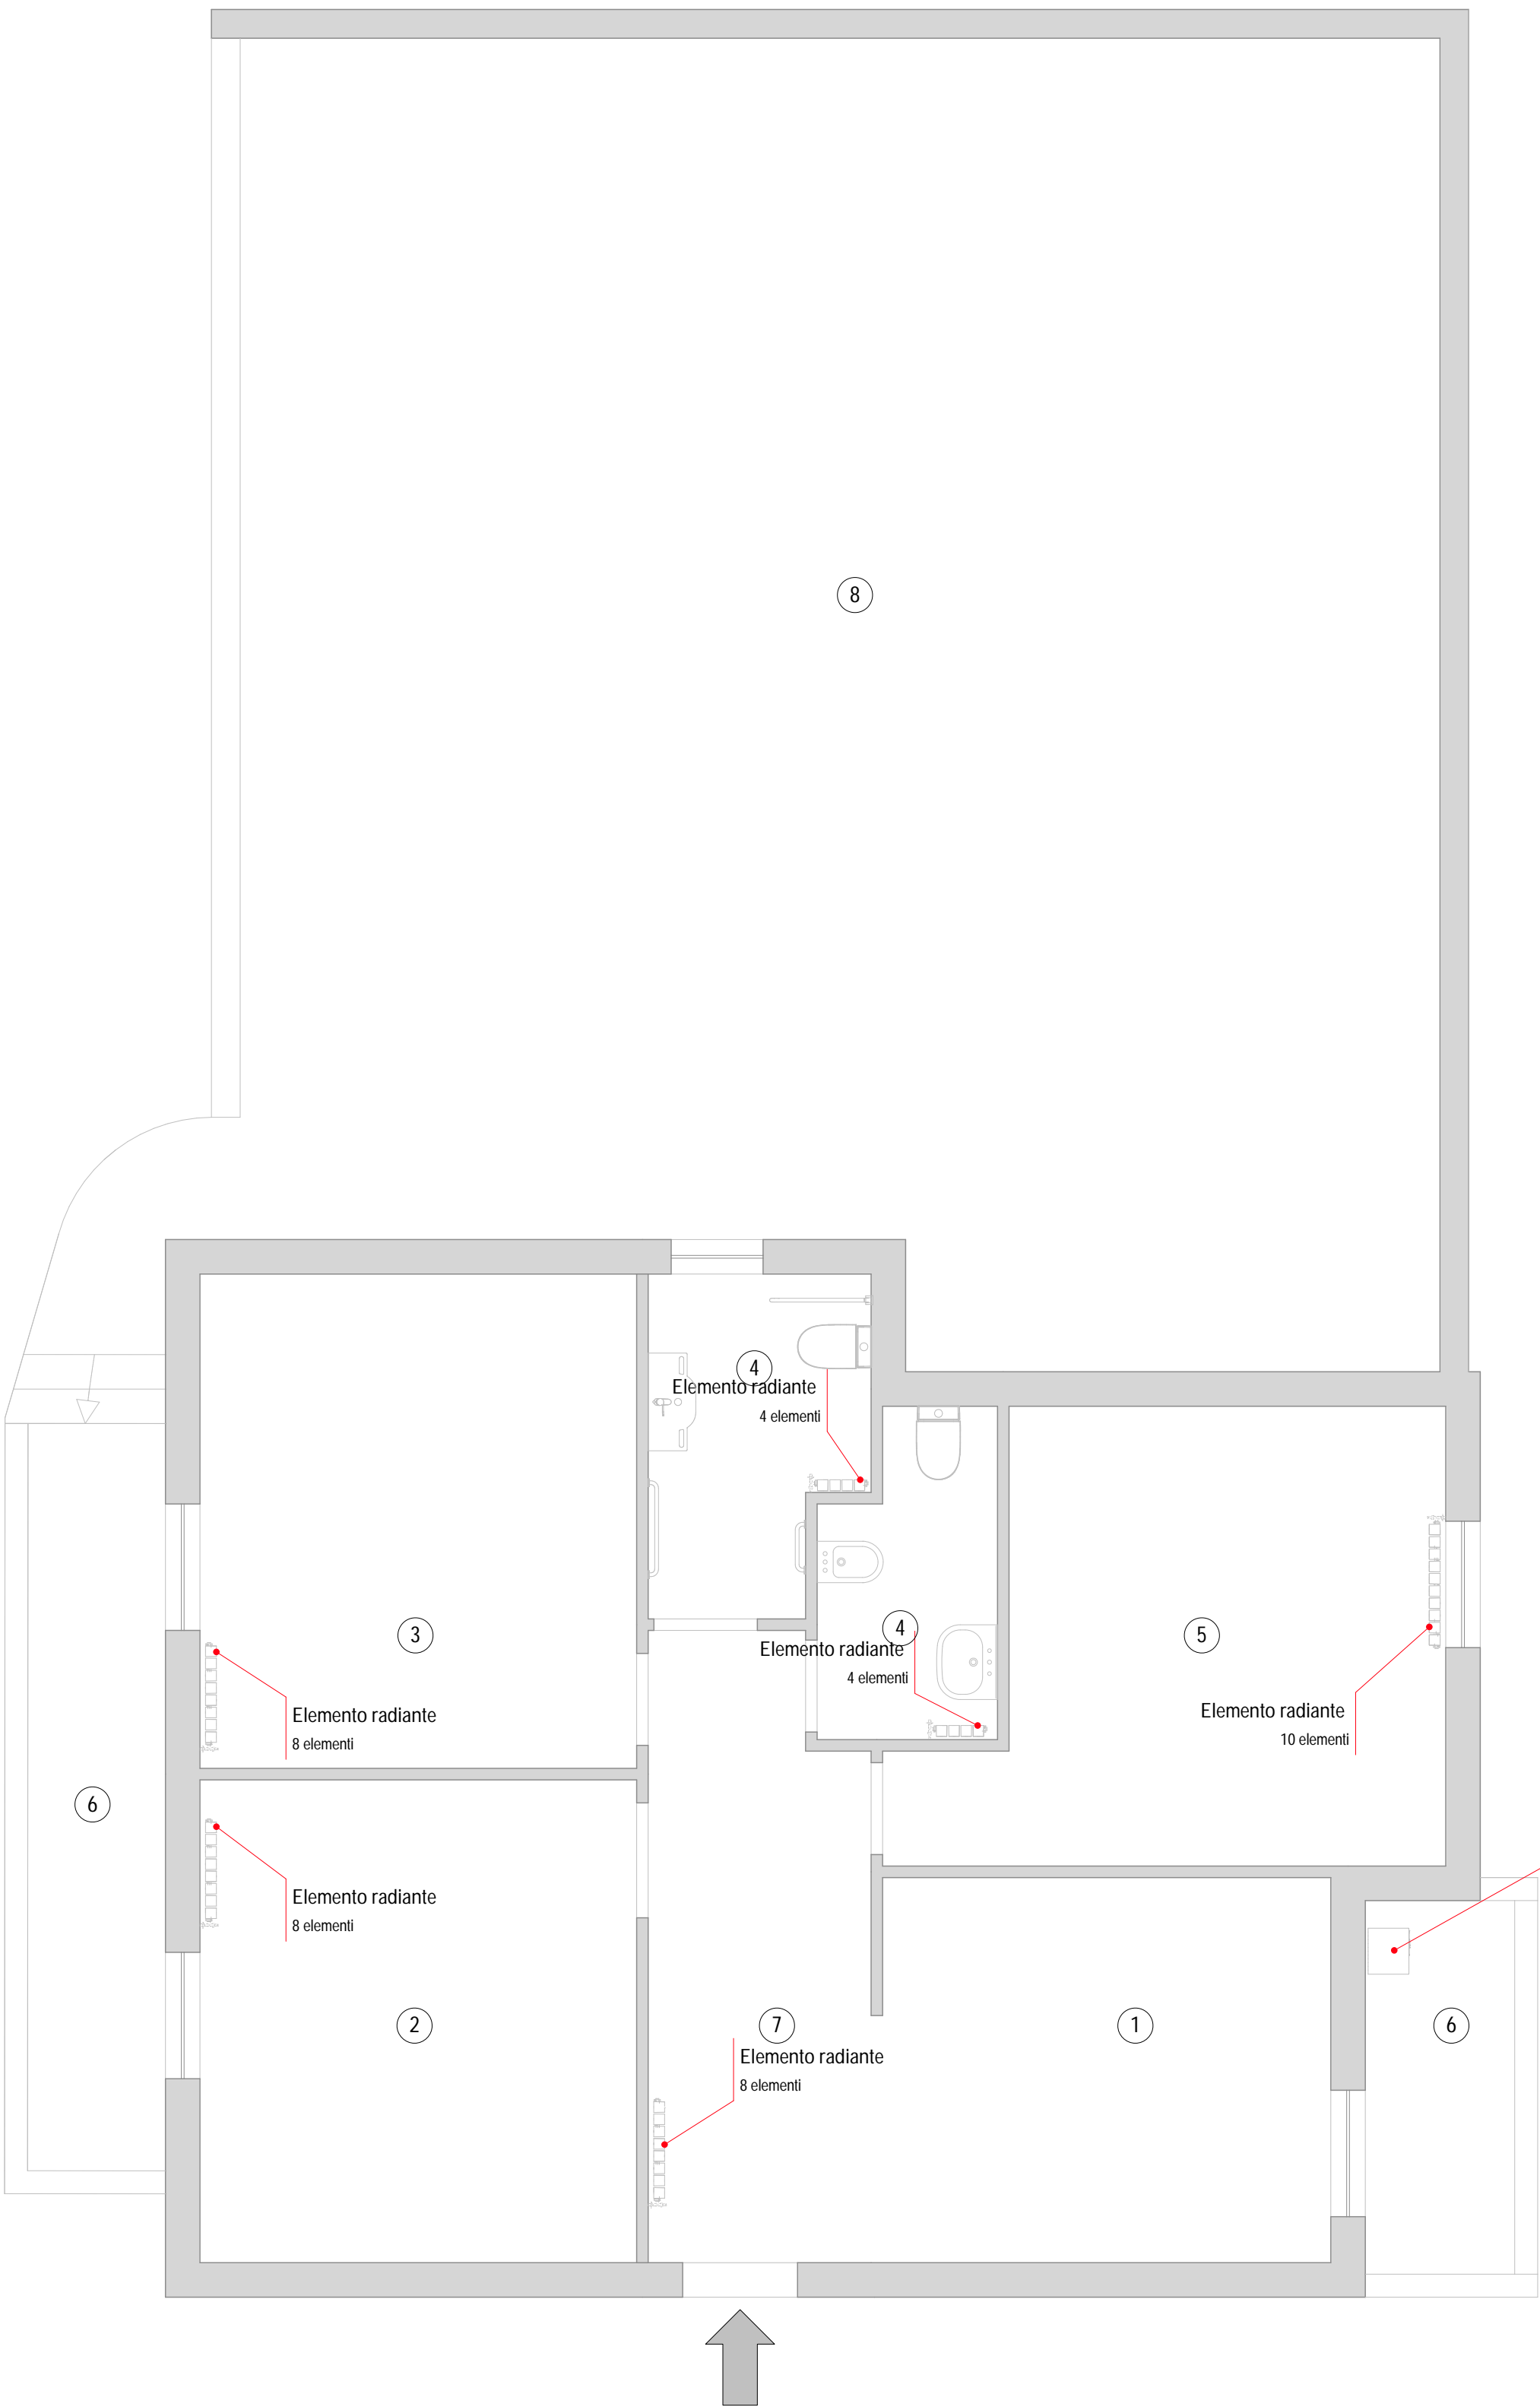 8
4
Elemento radiante
4 elementi
3
4
Elemento radiante
4 elementi
5
Elemento radiante
8 elementi
Elemento radiante
10 elementi
6
Elemento radiante
8 elementi
2
7
1
6
Elemento radiante
8 elementi